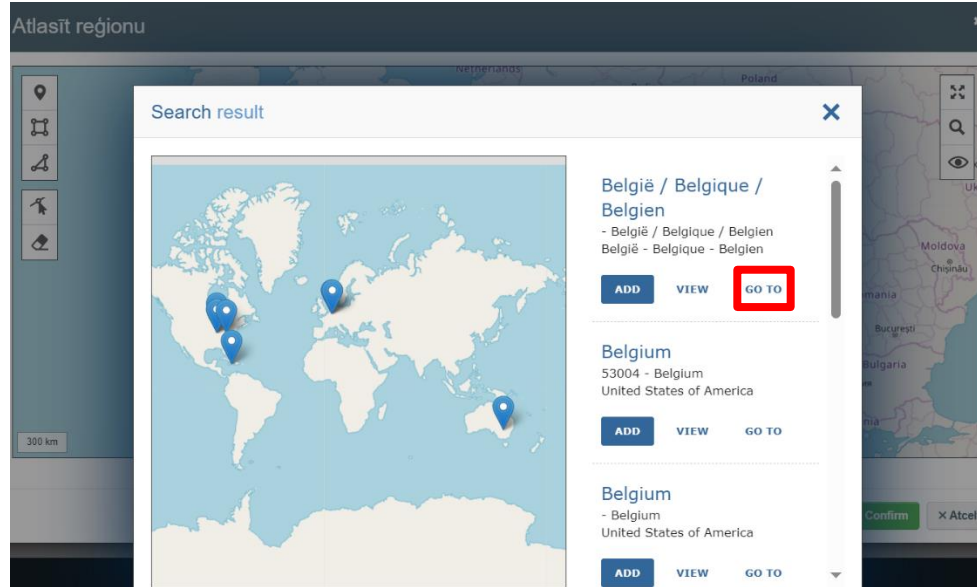 Atlasīt reģionu
Netherlands
Poland
Search result
België / Belgique /
Belgien
- België / Belgique / Belgien
België - Belgique - Belgien
ADD VIEW GO TO
Belgium
53004 - Belgium
United States of America
ADD VIEW GO TO
Belgium
- Belgium
United States of America
ADD VIEW GO TO
Uk
Moldova
Chișinău
mania
București
Bulgaria
300 km
Confirm
× Atcel